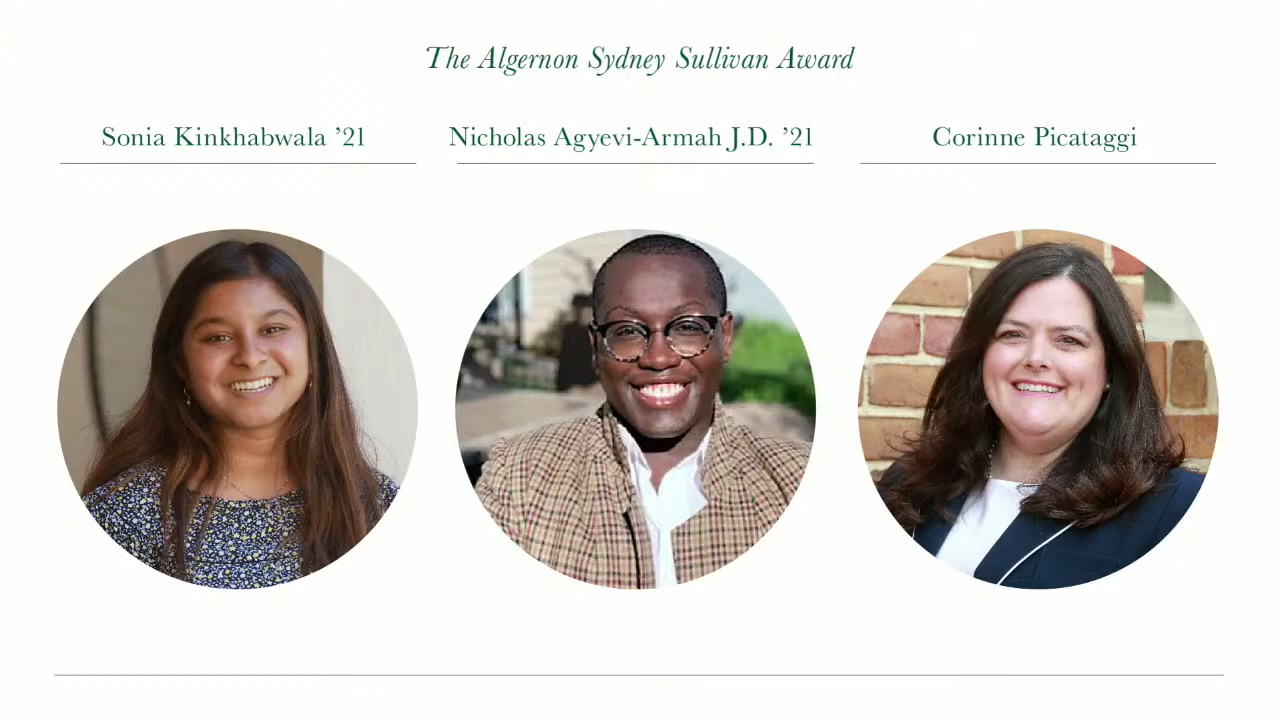 The Algernon Sydney Sullivan Award
Sonia Kinkhabwala ’21
Nicholas Agyevi-Armah J.D. ’21
Corinne Picataggi